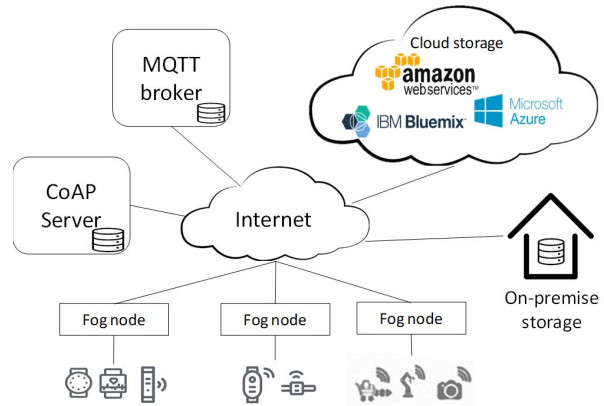 MQTT
broker
Cloud storage
amazon
webservices™
IBM Bluemix
Microsoft
Azure
CoAP
Server
Internet
On-premise
storage
Fog node
Fog node
Fog node